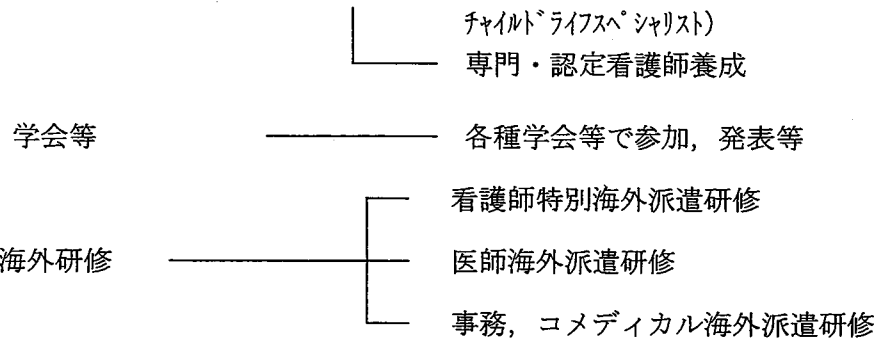 ﾁｬｲﾙﾄﾞﾗｲﾌｽﾍﾟｼｬﾘｽﾄ）
専門・認定看護師養成
学会等 各種学会等で参加，発表等
看護師特別海外派遣研修
海外研修 医師海外派遣研修
事務，コメディカル海外派遣研修